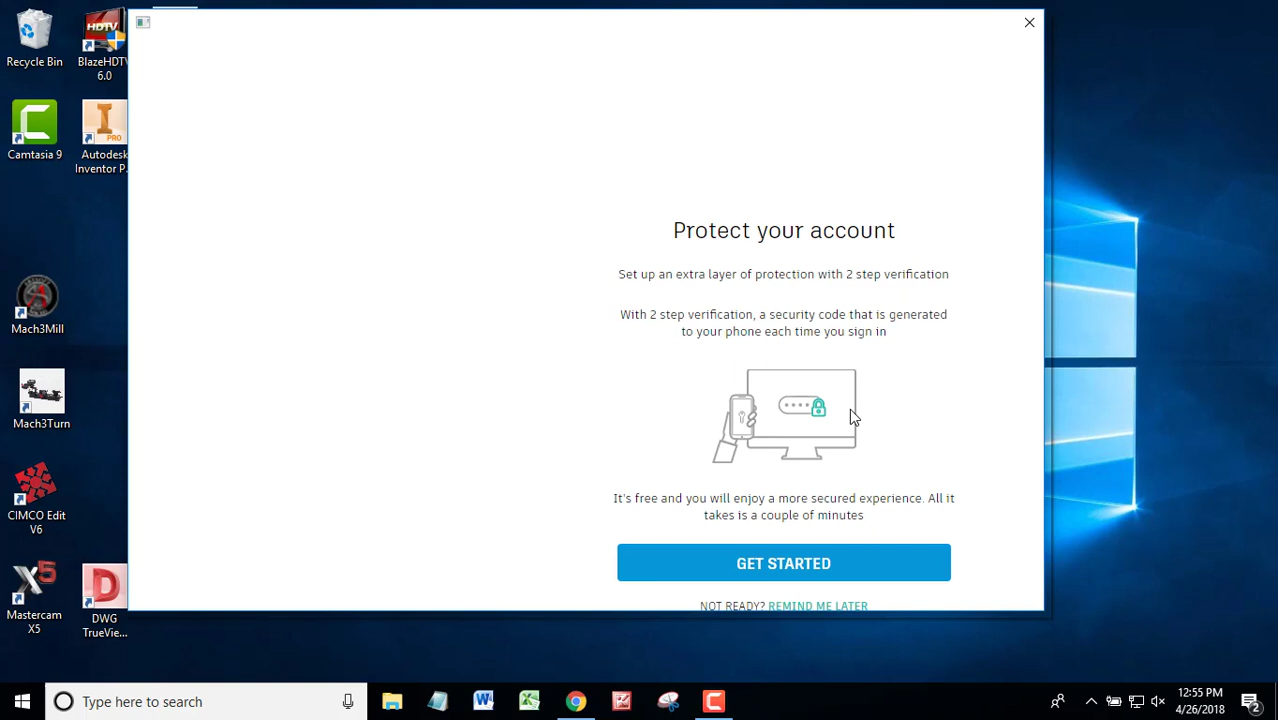 Recycle Bin
BlazeHDTV
6.0
Camtasia 9
PRO
Autodesk
Inventor P...
Mach3Mill
Mach3Turn
CIMCO Edit
V6
Mastercam
X5
DWG
TrueVie...
Protect your account
Set up an extra layer of protection with 2 step verification
With 2 step verification, a security code that is generated
to your phone each time you sign in
It's free and you will enjoy a more secured experience. All it
takes is a couple of minutes
GET STARTED
NOT READY? REMIND ME LATER
Type here to search
12:55 PM
4/26/2018
2